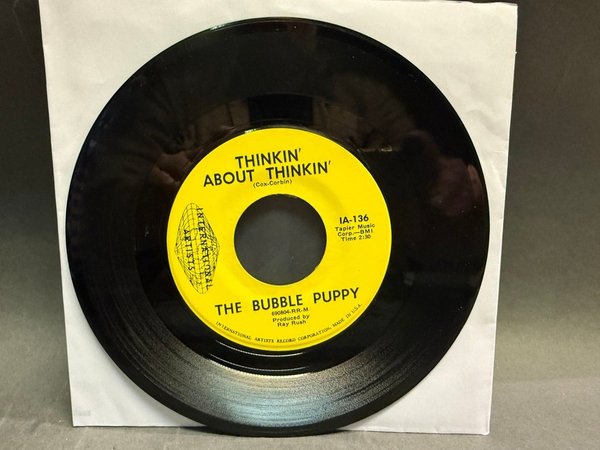 THINKIN'
ABOUT THINKIN'
(Cox-Corbin)
INTERNATIONAL
ARTISTS
IA-136
Tapier Music
Corp.—BMI
Time 2:30
THE BUBBLE PUPPY
690804-RR-M
Produced by
Ray Rush
INTERNATIONAL ARTISTS RECORD CORPORATION, MADE IN U.S.A.